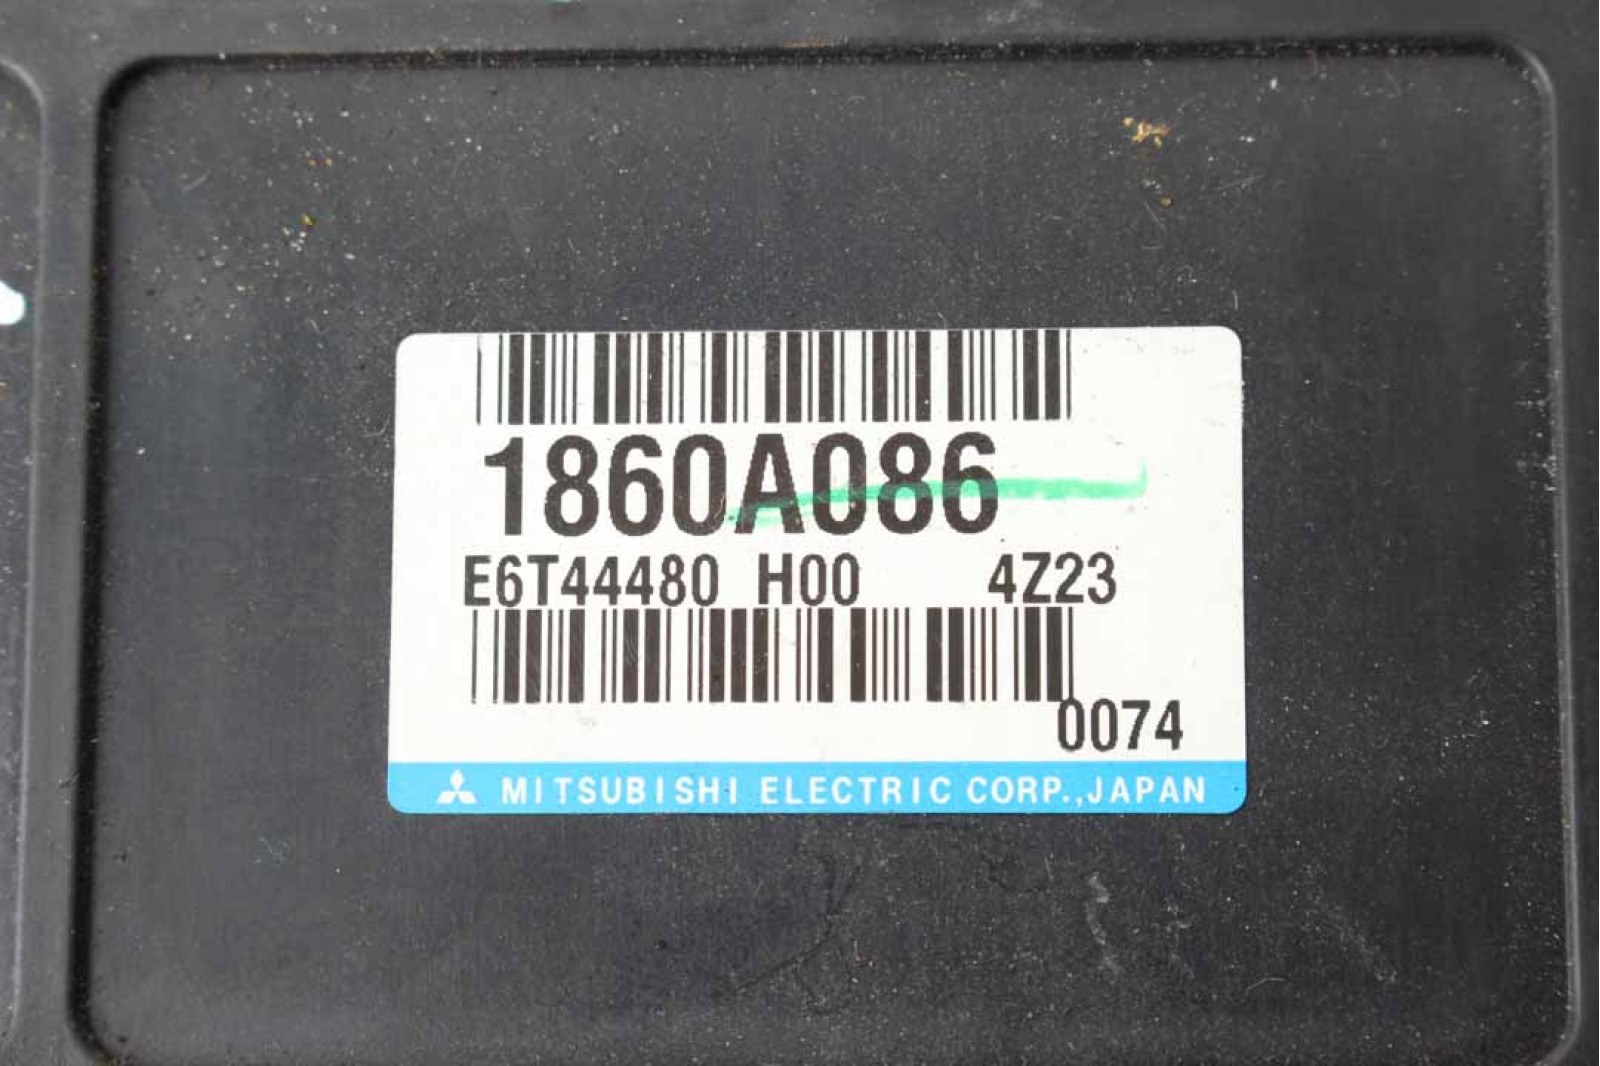 1860A086
E6T44480 H00 4Z23
0074
MITSUBISHI ELECTRIC CORP.,JAPAN